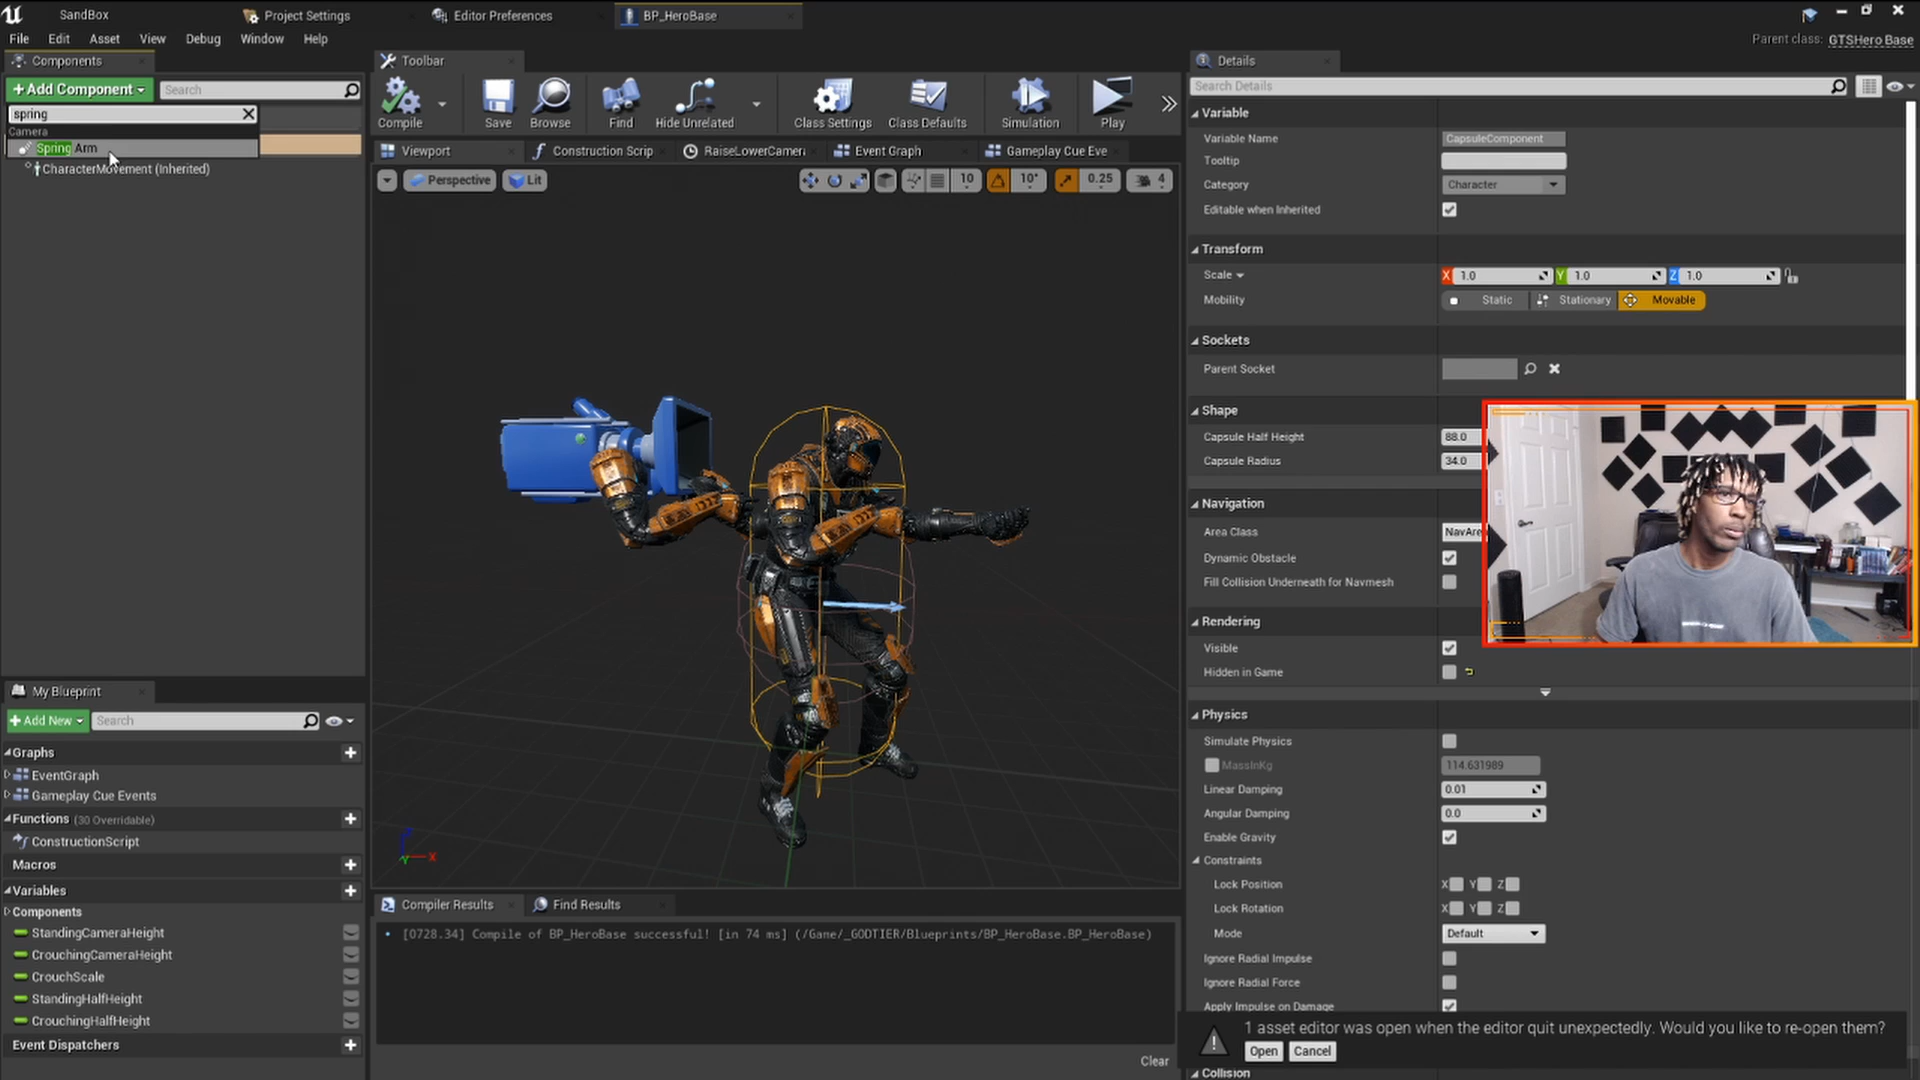 SandBox
Project Settings
Editor Preferences
BP_HeroBase
File Edit Asset View Debug Window Help
Parent class: GTSHero Base
Components
+Add Component
Search
spring
Camera
Spring Arm
CharacterMovement (Inherited)
Toolbar
Compile
Save
Browse
Find
Hide Unrelated
Class Settings
Class Defaults
Simulation
Play
Viewport
Construction Scrip
RaiseLowerCamera
Event Graph
Gameplay Cue Eve
Perspective
Lit
10
10°
0.25
4
X
Y
Details
Search Details
Variable
Variable Name
CapsuleComponent
Tooltip
Category
Character
Editable when Inherited
Transform
Scale
X 1.0
Y 1.0
Z 1.0
Mobility
Static
Stationary
Movable
Sockets
Parent Socket
Shape
Capsule Half Height
88.0
Capsule Radius
34.0
Navigation
Area Class
NavAre
Dynamic Obstacle
Fill Collision Underneath for Navmesh
Rendering
Visible
Hidden in Game
Physics
Simulate Physics
MassInKg
114.631989
Linear Damping
0.01
Angular Damping
0.0
Enable Gravity
Constraints
Lock Position
X Y Z
Lock Rotation
X Y Z
Mode
Default
Ignore Radial Impulse
Ignore Radial Force
Apply Impulse on Damage
Collision
My Blueprint
+Add New
Search
Graphs
EventGraph
Gameplay Cue Events
Functions (30 Overridable)
ConstructionScript
Macros
Variables
Components
StandingCameraHeight
CrouchingCameraHeight
CrouchScale
StandingHalfHeight
CrouchingHalfHeight
Event Dispatchers
Compiler Results
Find Results
[0728.34] Compile of BP_HeroBase successful! [in 74 ms] (/Game/_GODTIER/Blueprints/BP_HeroBase.BP_HeroBase)
Clear
1 asset editor was open when the editor quit unexpectedly. Would you like to re-open them?
Open
Cancel